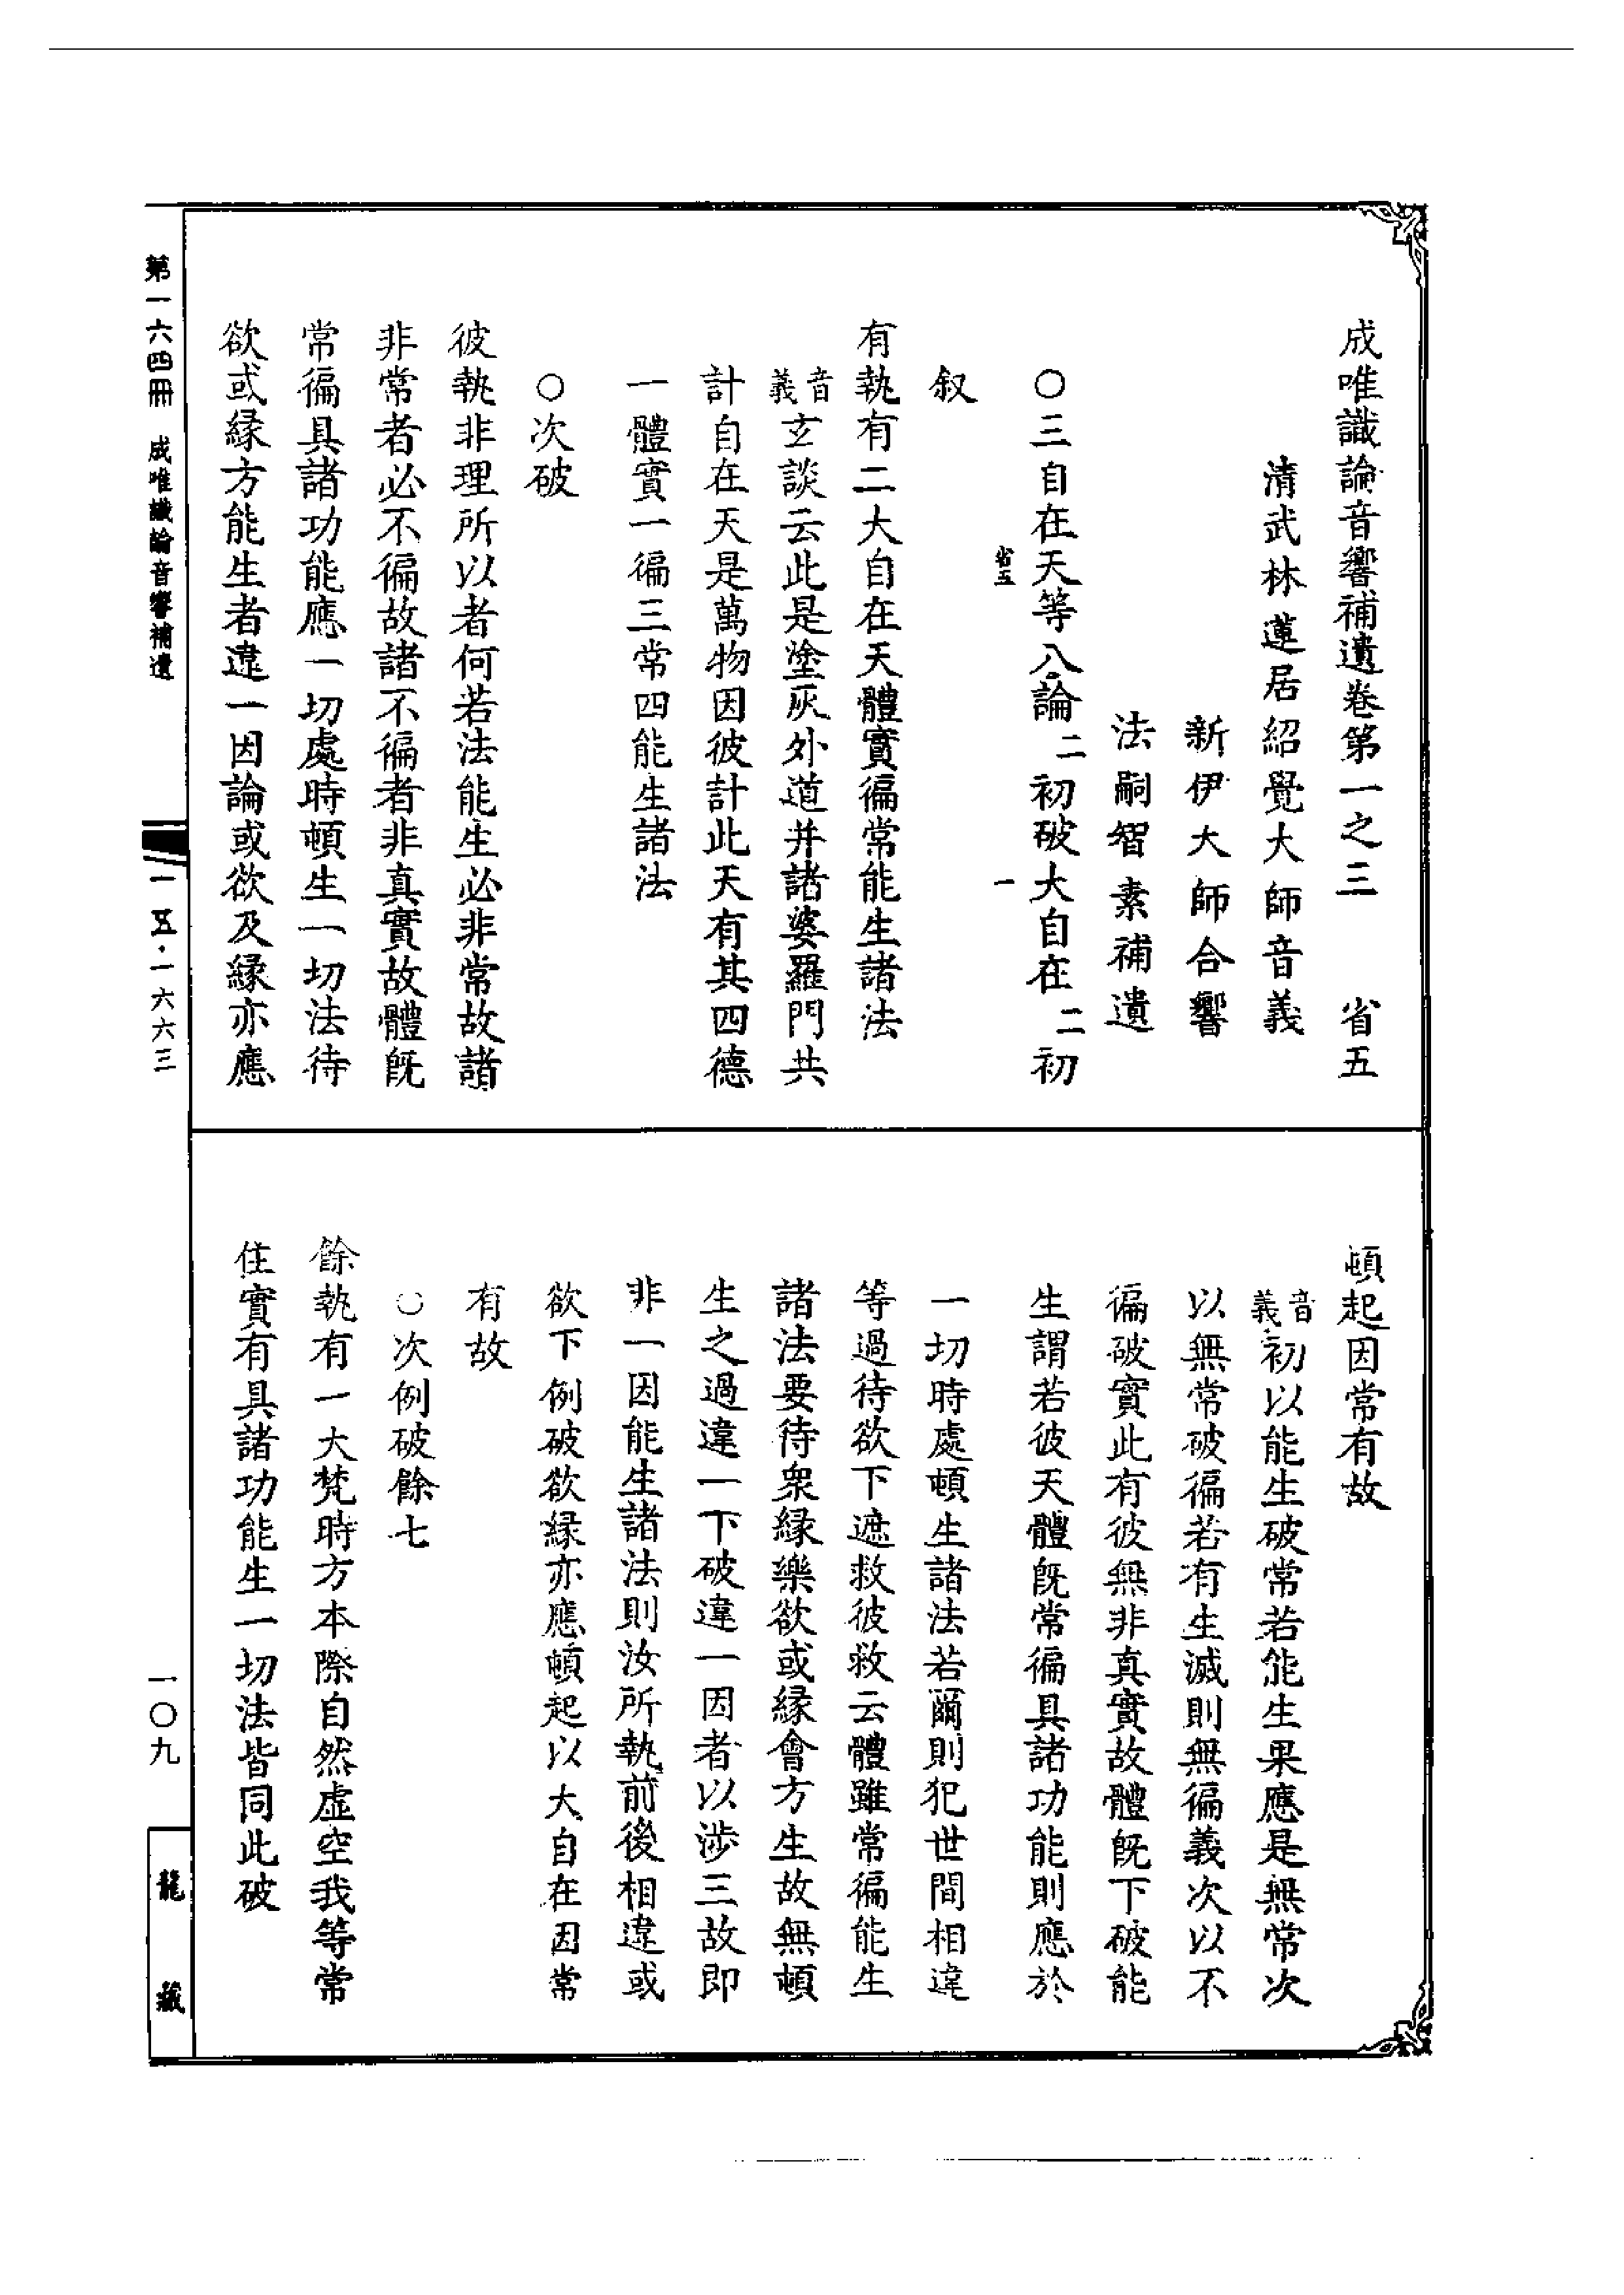 成唯識論音響補遺卷第一之三　省五
清武林蓮居紹覺大師音義
新伊大師合響
法嗣智素補遺
○三自在天等八論二初破大自在二初
省五　一
叙
有執有二大自在天體實徧常能生諸法
音義玄談云此是塗灰外道并諸婆羅門共
計自在天是萬物因彼計此天有其四德
一體實一徧三常四能生諸法
○次破
彼執非理所以者何若法能生必非常故諸
非常者必不徧故諸不徧者非真實故體旣
常徧具諸功能應一切處時頓生一切法待
欲或緣方能生者違一因論或欲及緣亦應
頓起因常有故
音義初以能生破常若能生果應是無常次
以無常破徧若有生滅則無徧義次以不
徧破實此有彼無非真實故體旣下破能
生謂若彼天體旣常徧具諸功能則應於
一切時處頓生諸法若爾則犯世間相違
等過待欲下遮救彼救云體雖常徧能生
諸法要待衆緣樂欲或緣會方生故無頓
生之過違一下破違一因者以涉三故即
非一因能生諸法則汝所執前後相違或
欲下例破欲緣亦應頓起以大自在因常
有故
○次例破餘七
餘執有一大梵時方本際自然虛空我等常
住實有具諸功能生一切法皆同此破
第一六四冊　成唯識論音響補遺
一一五·一六六三
一〇九
龍藏